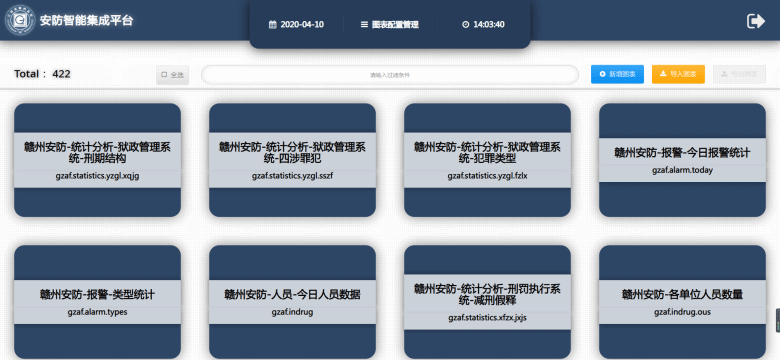 安防智能集成平台
2020-04-10
图表配置管理
14:03:40
Total： 422
全选
请输入过滤条件
新增图表
导入图表
赣州安防-统计分析-狱政管理系
统-刑期结构
gzaf.statistics.yzgl.xqjg
赣州安防-统计分析-狱政管理系
统-四涉罪犯
gzaf.statistics.yzgl.sszf
赣州安防-统计分析-狱政管理系
统-犯罪类型
gzaf.statistics.yzgl.fzlx
赣州安防-报警-今日报警统计
gzaf.alarm.today
赣州安防-报警-类型统计
gzaf.alarm.types
赣州安防-人员-今日人员数据
gzaf.indrug
赣州安防-统计分析-刑罚执行系
统-减刑假释
gzaf.statistics.xfzx.jxjs
赣州安防-各单位人员数量
gzaf.indrug.ous